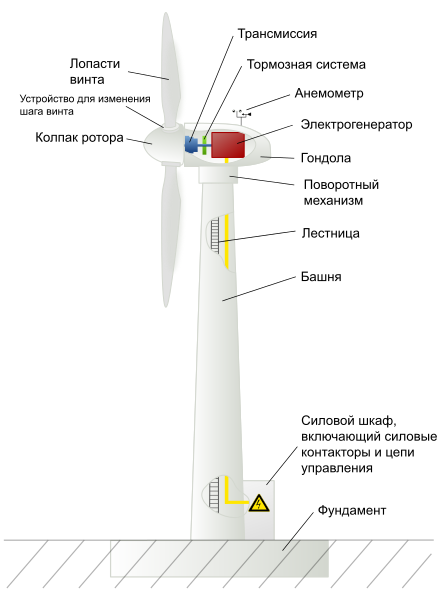 Трансмиссия
Лопасти
винта
Тормозная система
Анемометр
Устройство для изменения
шага винта
Электрогенератор
Колпак ротора
Гондола
Поворотный
механизм
Лестница
Башня
Силовой шкаф,
включающий силовые
контакторы и цепи
управления
Фундамент